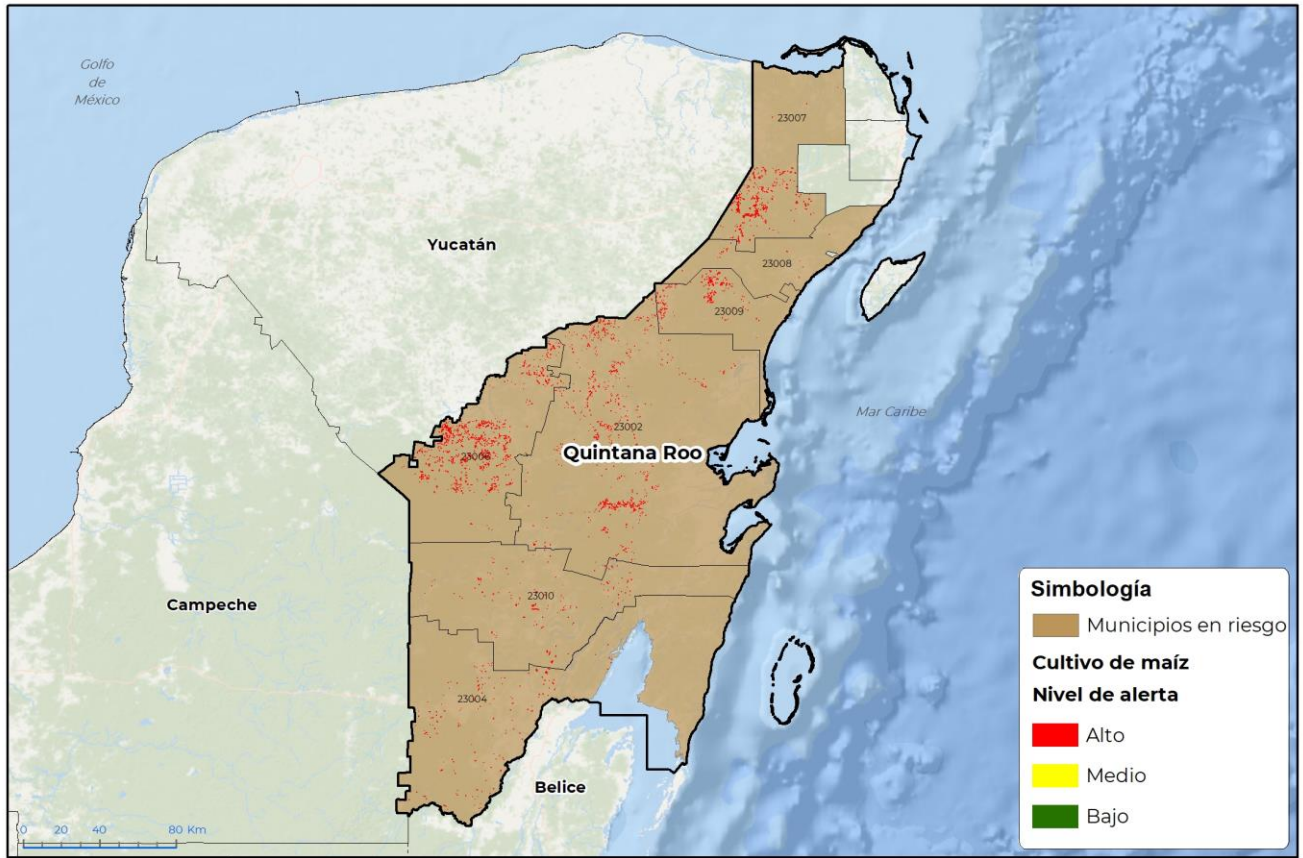 Golfo
de
México
23007
Yucatán
23008
23009
Mar Caribe
23002
Quintana Roo
23006
Campeche
23010
23004
Belice
0 20 40 80 Km
Simbología
Municipios en riesgo
Cultivo de maíz
Nivel de alerta
Alto
Medio
Bajo